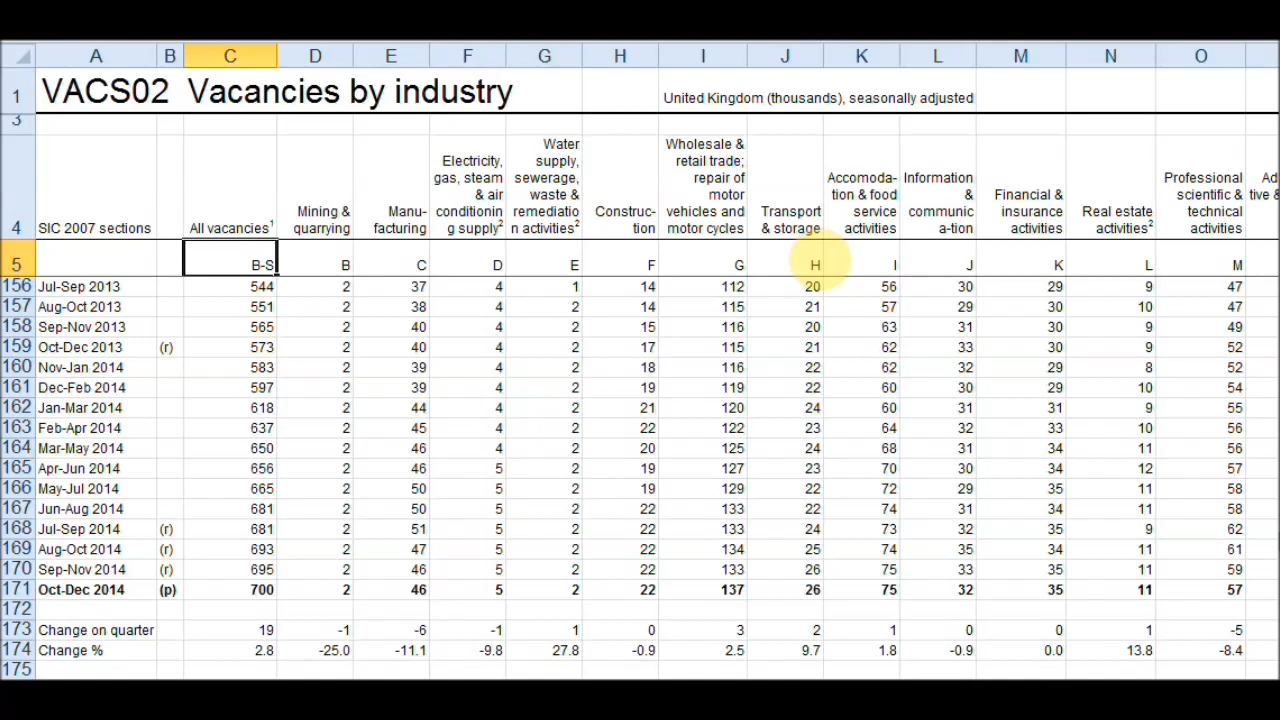 A B C D E F G H I J K L M N O
1 VACS02 Vacancies by industry United Kingdom (thousands), seasonally adjusted
3
4 SIC 2007 sections
All vacancies1
Mining &
quarrying
Manu-
facturing
Electricity,
gas, steam
& air
conditionin
g supply2
Water
supply,
sewerage,
waste &
remediatio
n activities2
Construc-
tion
Wholesale &
retail trade;
repair of
motor
vehicles and
motor cycles
Transport
& storage
Accomoda-
tion & food
service
activities
Information
&
communic
a-tion
Financial &
insurance
activities
Real estate
activities2
Professional
scientific &
technical
activities
Ad
tive &
5 B-S B C D E F G H I J K L M
156 Jul-Sep 2013 544 2 37 4 1 14 112 20 56 30 29 9 47
157 Aug-Oct 2013 551 2 38 4 2 14 115 21 57 29 30 10 47
158 Sep-Nov 2013 565 2 40 4 2 15 116 20 63 31 30 9 49
159 Oct-Dec 2013 (r) 573 2 40 4 2 17 115 21 62 33 30 9 52
160 Nov-Jan 2014 583 2 39 4 2 18 116 22 62 32 29 8 52
161 Dec-Feb 2014 597 2 39 4 2 19 119 22 60 30 29 10 54
162 Jan-Mar 2014 618 2 44 4 2 21 120 24 60 31 31 9 55
163 Feb-Apr 2014 637 2 45 4 2 22 122 23 64 32 33 10 56
164 Mar-May 2014 650 2 46 4 2 20 125 24 68 31 34 11 56
165 Apr-Jun 2014 656 2 46 5 2 19 127 23 70 30 34 12 57
166 May-Jul 2014 665 2 50 5 2 19 129 22 72 29 35 11 58
167 Jun-Aug 2014 681 2 50 5 2 22 133 22 74 31 34 11 58
168 Jul-Sep 2014 (r) 681 2 51 5 2 22 133 24 73 32 35 9 62
169 Aug-Oct 2014 (r) 693 2 47 5 2 22 134 25 74 35 34 11 61
170 Sep-Nov 2014 (r) 695 2 46 5 2 22 133 26 75 33 35 11 59
171 Oct-Dec 2014 (p) 700 2 46 5 2 22 137 26 75 32 35 11 57
172
173 Change on quarter 19 -1 -6 -1 1 0 3 2 1 0 0 1 -5
174 Change % 2.8 -25.0 -11.1 -9.8 27.8 -0.9 2.5 9.7 1.8 -0.9 0.0 13.8 -8.4
175